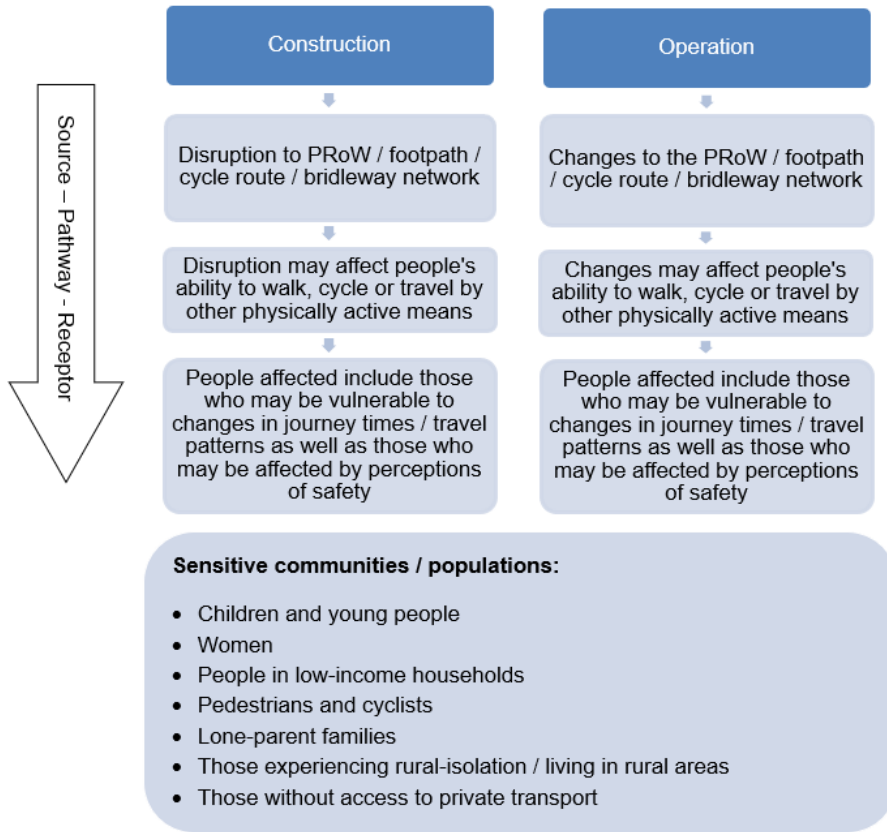 Construction
Operation
Source – Pathway - Receptor
Disruption to PRoW / footpath /
cycle route / bridleway network
Changes to the PRoW / footpath
/ cycle route / bridleway network
Disruption may affect people's
ability to walk, cycle or travel by
other physically active means
Changes may affect people's
ability to walk, cycle or travel by
other physically active means
People affected include those
who may be vulnerable to
changes in journey times / travel
patterns as well as those who
may be affected by perceptions
of safety
People affected include those
who may be vulnerable to
changes in journey times / travel
patterns as well as those who
may be affected by perceptions
of safety
Sensitive communities / populations:
• Children and young people
• Women
• People in low-income households
• Pedestrians and cyclists
• Lone-parent families
• Those experiencing rural-isolation / living in rural areas
• Those without access to private transport